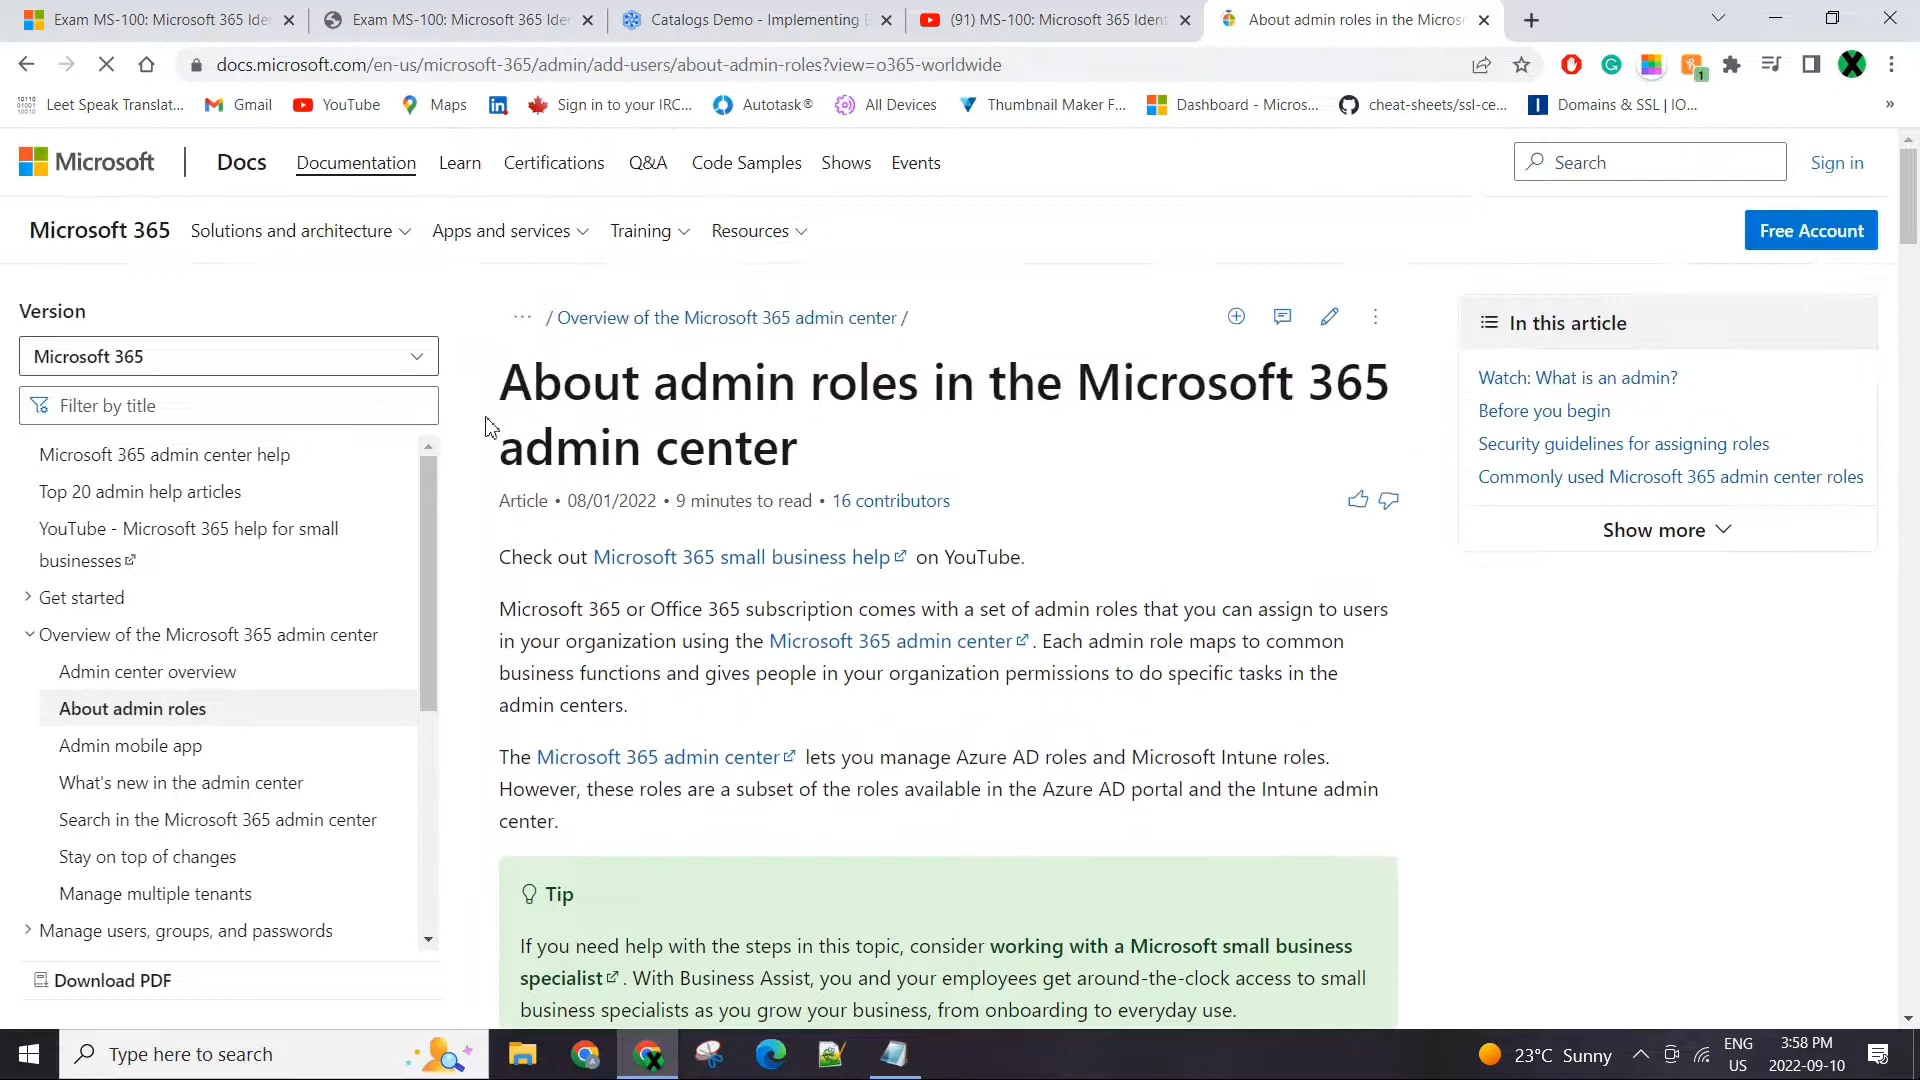 Exam MS-100: Microsoft 365 Ide
Exam MS-100: Microsoft 365 Ide
Catalogs Demo - Implementing E
(91) MS-100: Microsoft 365 Ident
About admin roles in the Micros
docs.microsoft.com/en-us/microsoft-365/admin/add-users/about-admin-roles?view=o365-worldwide
1
Leet Speak Translat...
Gmail
YouTube
Maps
Sign in to your IRC...
Autotask®
All Devices
Thumbnail Maker F...
Dashboard - Micros...
cheat-sheets/ssl-ce...
Domains & SSL | IO...
»
Microsoft
Docs
Documentation
Learn
Certifications
Q&A
Code Samples
Shows
Events
Search
Sign in
Microsoft 365
Solutions and architecture
Apps and services
Training
Resources
Free Account
Version
Microsoft 365
Filter by title
Microsoft 365 admin center help
Top 20 admin help articles
YouTube - Microsoft 365 help for small
businesses
Get started
Overview of the Microsoft 365 admin center
Admin center overview
About admin roles
Admin mobile app
What's new in the admin center
Search in the Microsoft 365 admin center
Stay on top of changes
Manage multiple tenants
Manage users, groups, and passwords
Download PDF
··· / Overview of the Microsoft 365 admin center /
About admin roles in the Microsoft 365
admin center
Article • 08/01/2022 • 9 minutes to read • 16 contributors
Check out Microsoft 365 small business help on YouTube.
Microsoft 365 or Office 365 subscription comes with a set of admin roles that you can assign to users
in your organization using the Microsoft 365 admin center . Each admin role maps to common
business functions and gives people in your organization permissions to do specific tasks in the
admin centers.
The Microsoft 365 admin center lets you manage Azure AD roles and Microsoft Intune roles.
However, these roles are a subset of the roles available in the Azure AD portal and the Intune admin
center.
Tip
If you need help with the steps in this topic, consider working with a Microsoft small business
specialist . With Business Assist, you and your employees get around-the-clock access to small
business specialists as you grow your business, from onboarding to everyday use.
In this article
Watch: What is an admin?
Before you begin
Security guidelines for assigning roles
Commonly used Microsoft 365 admin center roles
Show more
Type here to search
23°C Sunny
ENG
US
3:58 PM
2022-09-10